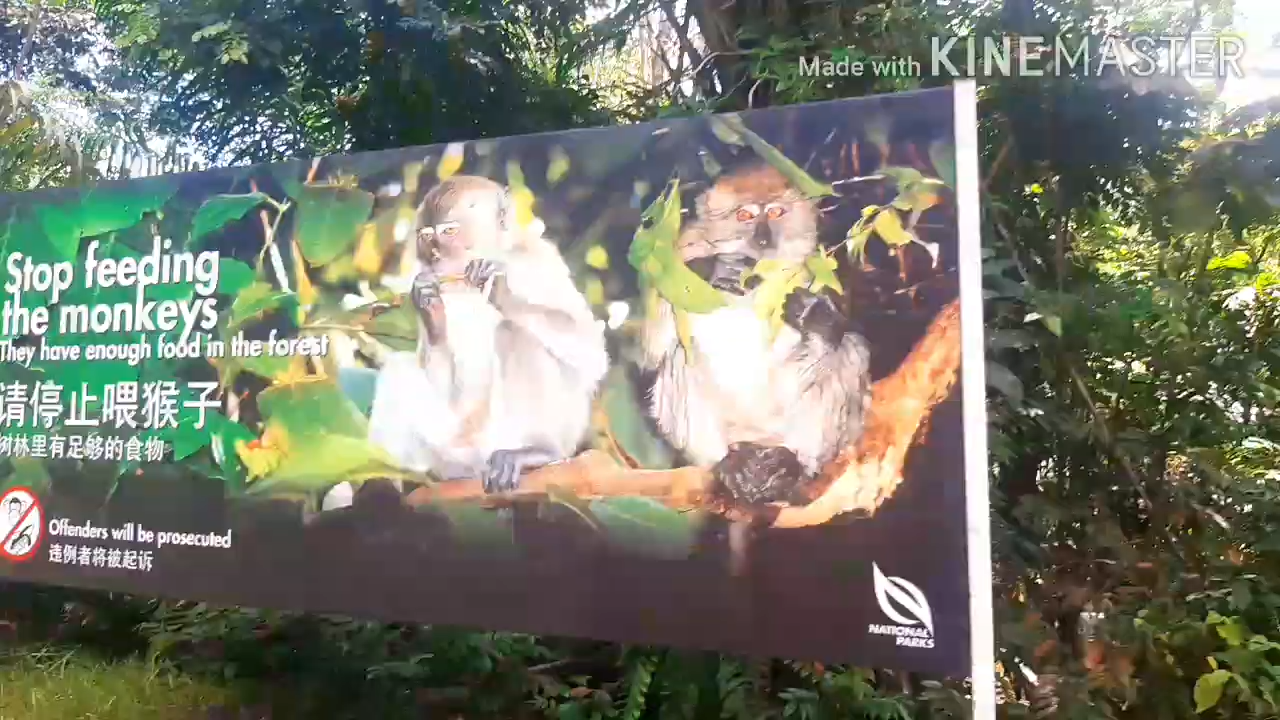 Made with KINEMASTER
Stop feeding
the monkeys
They have enough food in the forest
请停止喂猴子
树林里有足够的食物
Offenders will be prosecuted
违例者将被起诉
NATIONAL
PARKS